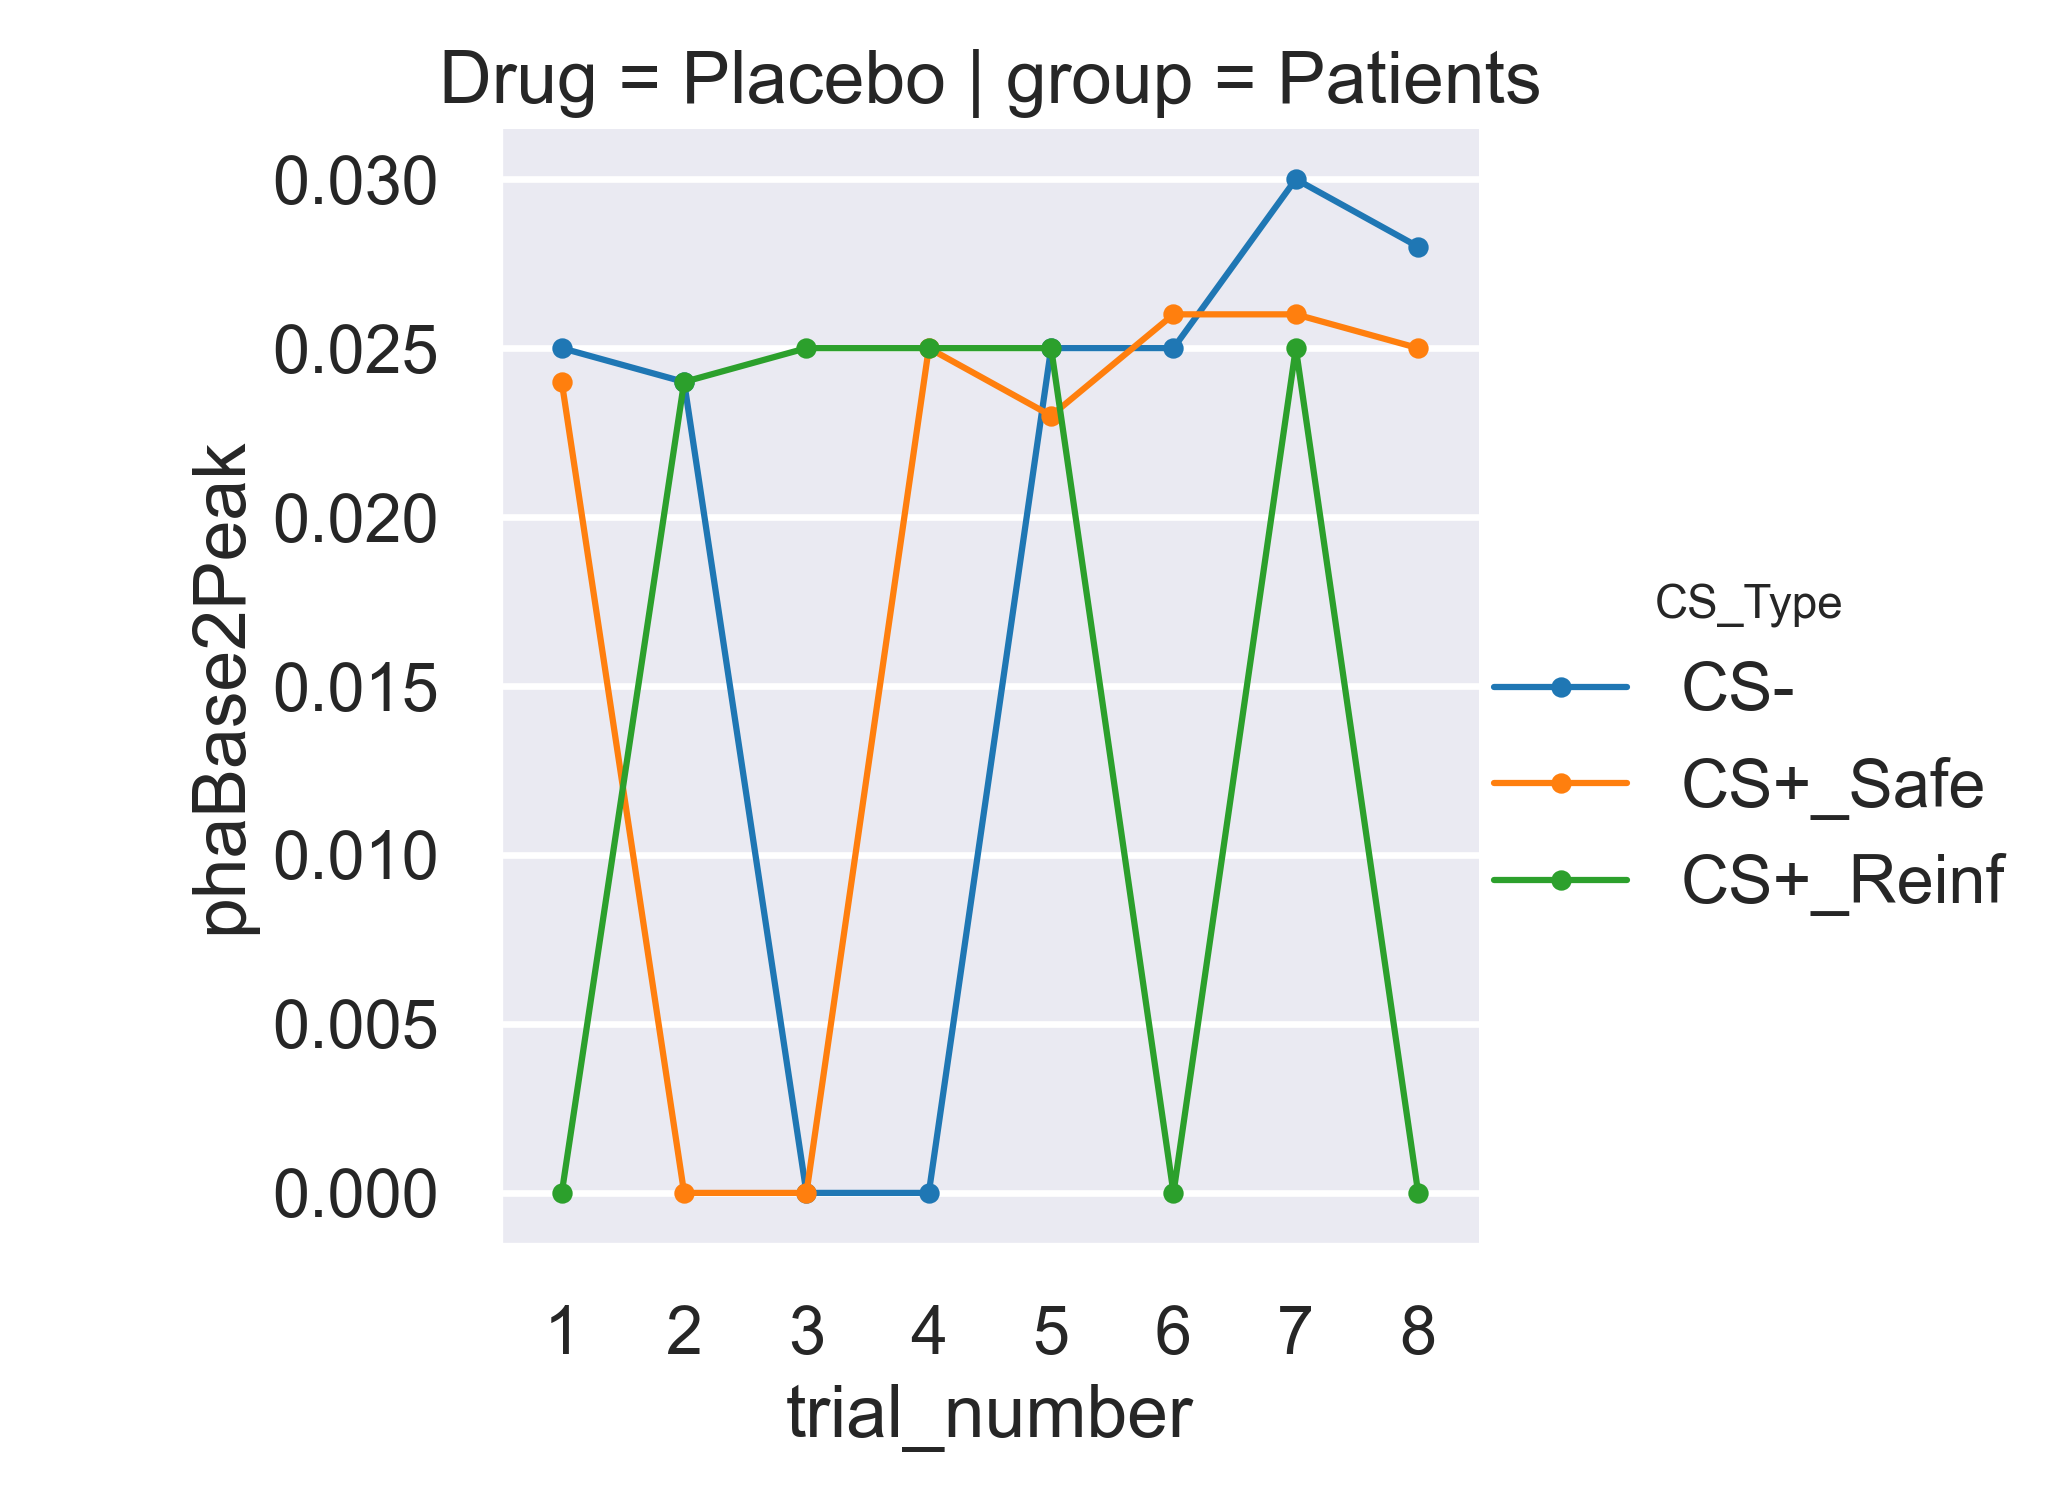 Drug = Placebo | group = Patients
0.030
0.025
0.020
0.015
0.010
0.005
0.000
phaBase2Peak
1 2 3 4 5 6 7 8
trial_number
CS_Type
CS-
CS+_Safe
CS+_Reinf